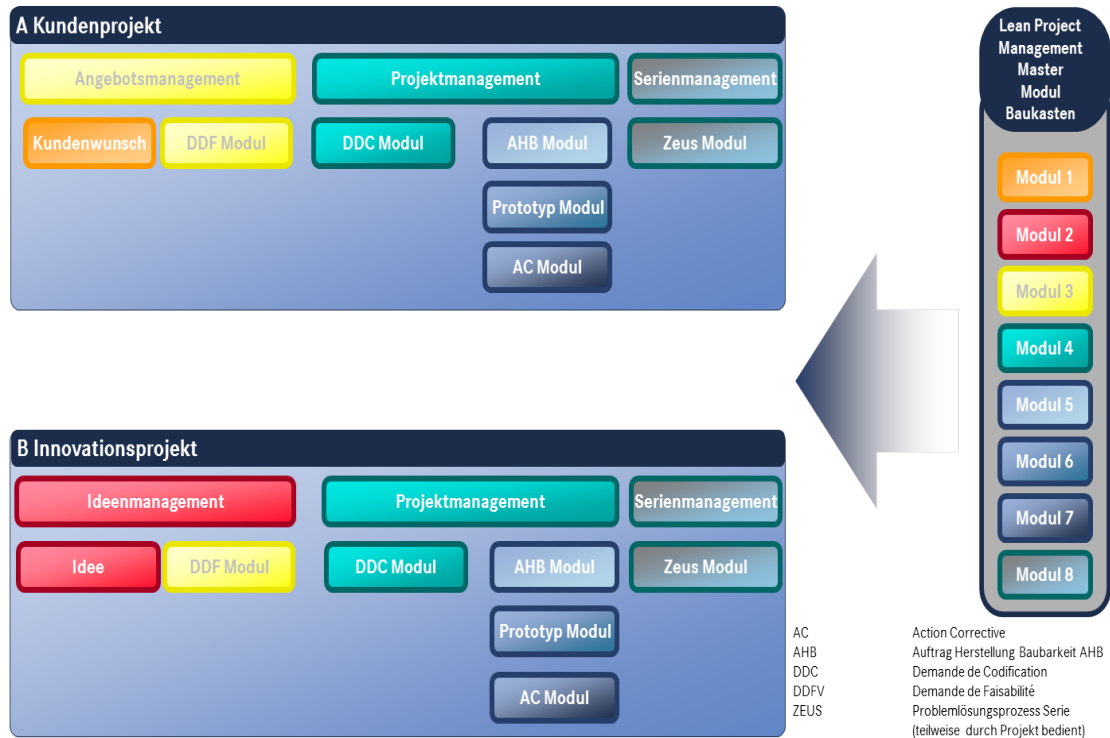 A Kundenprojekt
Angebotsmanagement
Projektmanagement
Serienmanagement
Kundenwunsch
DDF Modul
DDC Modul
AHB Modul
Zeus Modul
Prototyp Modul
AC Modul
B Innovationsprojekt
Ideenmanagement
Projektmanagement
Serienmanagement
Idee
DDF Modul
DDC Modul
AHB Modul
Zeus Modul
Prototyp Modul
AC Modul
Lean Project
Management
Master
Modul
Baukasten
Modul 1
Modul 2
Modul 3
Modul 4
Modul 5
Modul 6
Modul 7
Modul 8
AC Action Corrective
AHB Auftrag Herstellung Baubarkeit AHB
DDC Demande de Codification
DDFV Demande de Faisabilité
ZEUS Problemlösungsprozess Serie
(teilweise durch Projekt bedient)